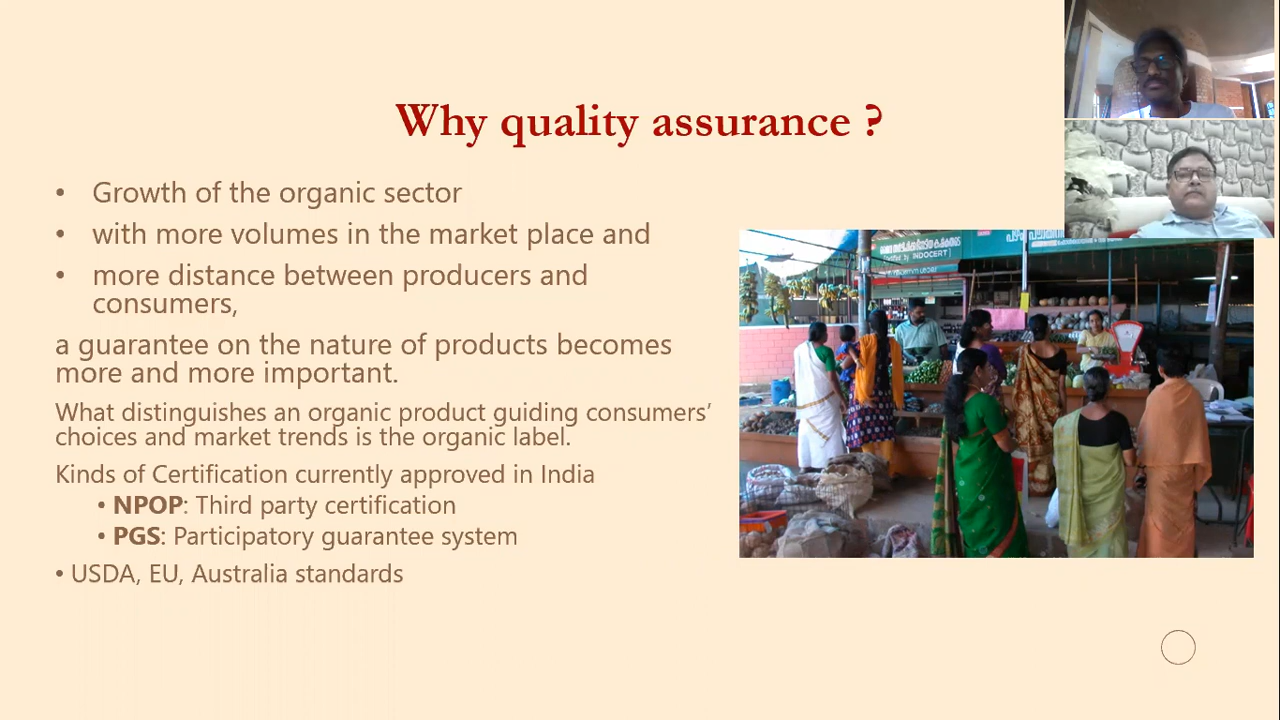 Why quality assurance ?
• Growth of the organic sector
• with more volumes in the market place and
• more distance between producers and
consumers,
a guarantee on the nature of products becomes
more and more important.
What distinguishes an organic product guiding consumers’
choices and market trends is the organic label.
Kinds of Certification currently approved in India
• NPOP: Third party certification
• PGS: Participatory guarantee system
• USDA, EU, Australia standards
(Certified by INDOCERT)